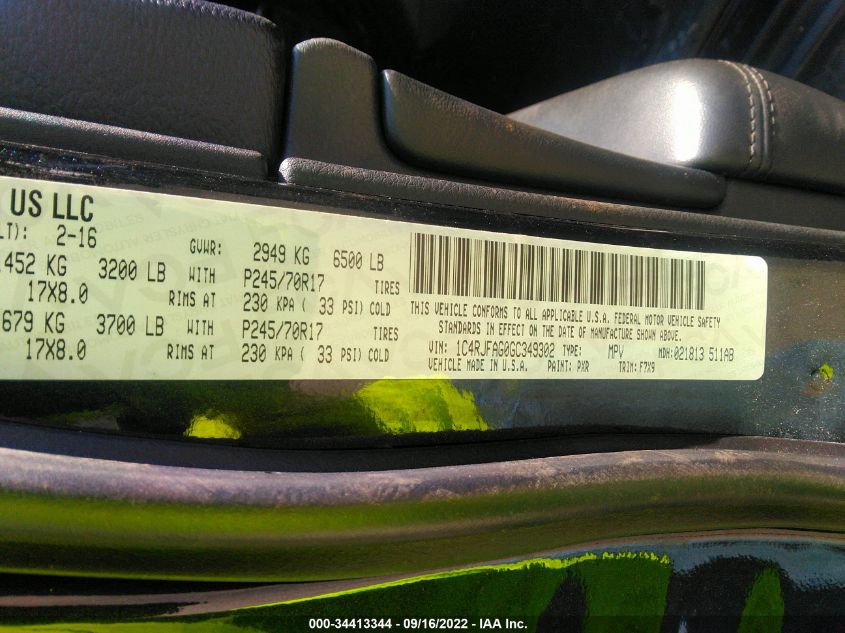 US LLC
LT): 2-16
GVWR: 2949 KG 6500 LB
1452 KG 3200 LB WITH P245/70R17 TIRES
17X8.0 RIMS AT 230 KPA ( 33 PSI) COLD
679 KG 3700 LB WITH P245/70R17 TIRES
17X8.0 RIMS AT 230 KPA ( 33 PSI) COLD
THIS VEHICLE CONFORMS TO ALL APPLICABLE U.S.A. FEDERAL MOTOR VEHICLE SAFETY
STANDARDS IN EFFECT ON THE DATE OF MANUFACTURE SHOWN ABOVE.
VIN: 1C4RJFAG0GC349302 TYPE: MPV MDH:021813 511AB
VEHICLE MADE IN U.S.A. PAINT: PXR TRIM: F7X9
000-34413344 - 09/16/2022 - IAA Inc.